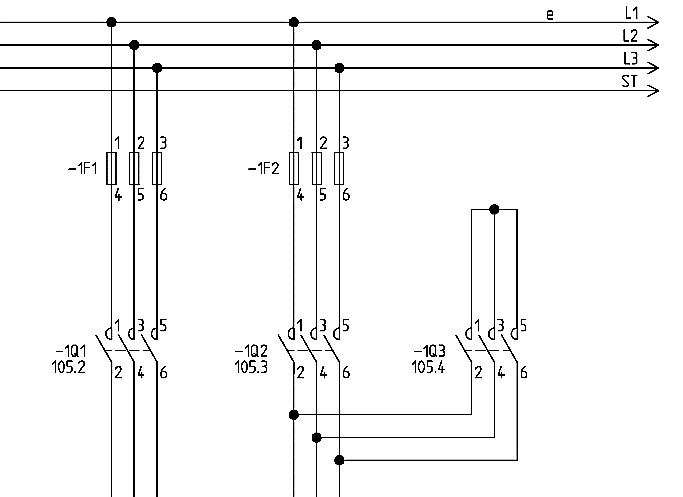 e L1
L2
L3
ST
1 2 3 1 2 3
-1F1 -1F2
4 5 6 4 5 6
1 3 5 1 3 5 1 3 5
-1Q1 -1Q2 -1Q3
105.2 2 4 6 105.3 2 4 6 105.4 2 4 6